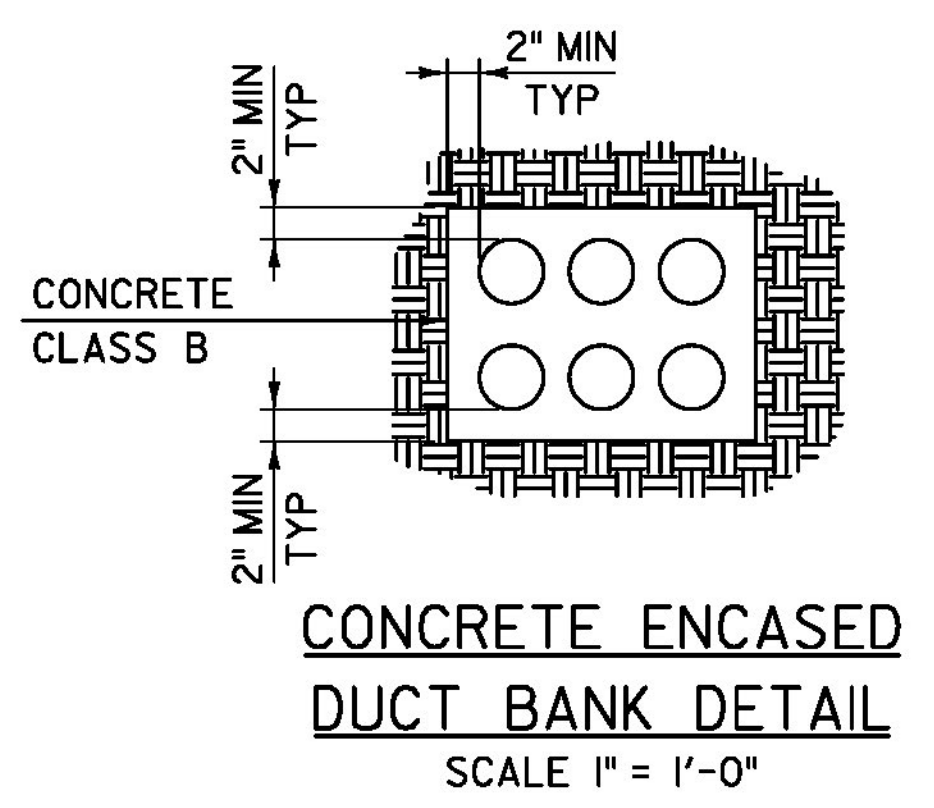 2" MIN
TYP
2" MIN
TYP
CONCRETE
CLASS B
2" MIN
TYP
CONCRETE ENCASED
DUCT BANK DETAIL
SCALE 1" = 1'-0"